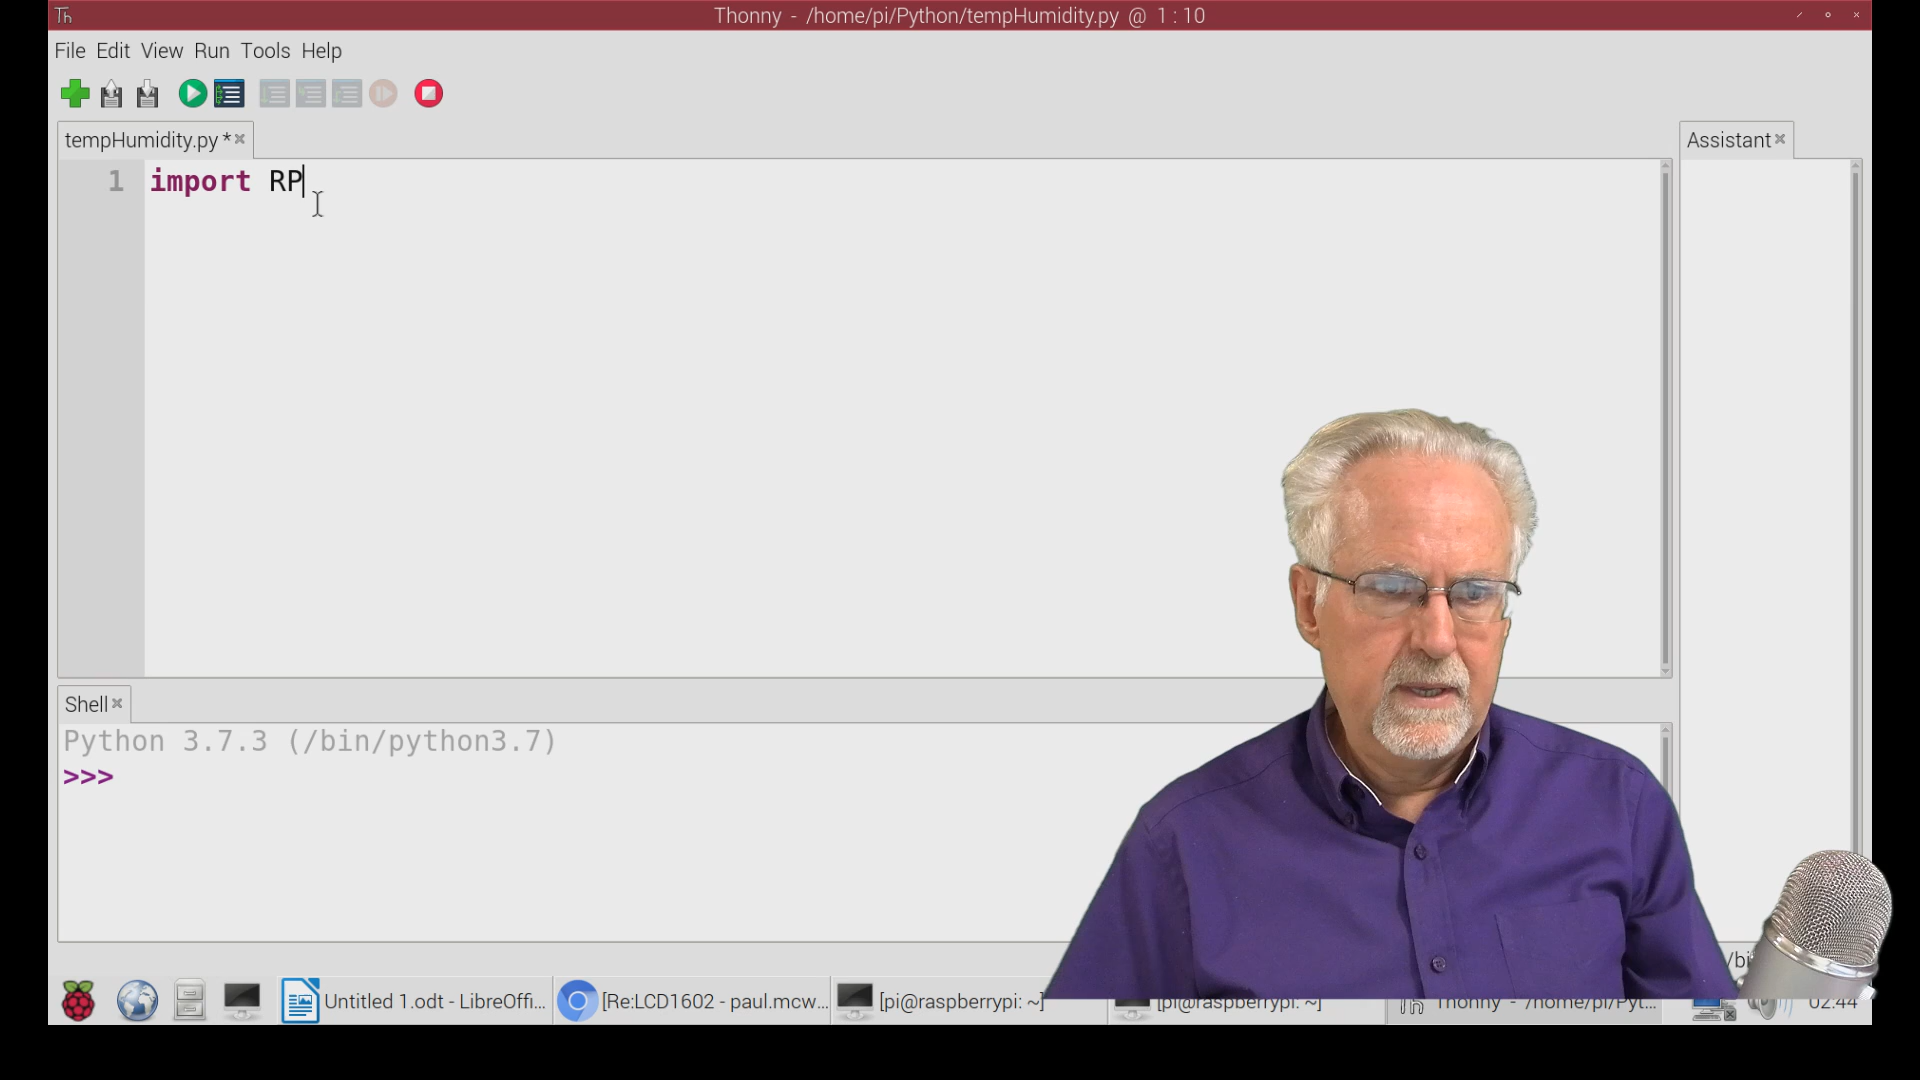 Th Thonny - /home/pi/Python/tempHumidity.py @ 1 : 10
File Edit View Run Tools Help
tempHumidity.py *
Assistant
1 import RP
Shell
Python 3.7.3 (/bin/python3.7)
>>>
/bi
Untitled 1.odt - LibreOffi... [Re:LCD1602 - paul.mcw... [pi@raspberrypi: ~] [pi@raspberrypi: ~] Thonny - /home/pi/Pyt... 02:44